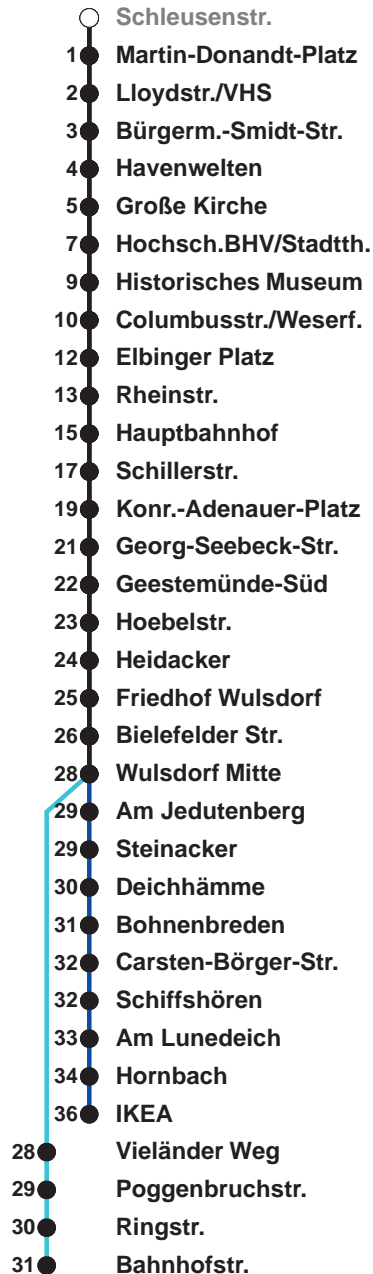 Schleusenstr.
1 Martin-Donandt-Platz
2 Lloydstr./VHS
3 Bürgerm.-Smidt-Str.
4 Havenwelten
5 Große Kirche
7 Hochsch.BHV/Stadtth.
9 Historisches Museum
10 Columbusstr./Weserf.
12 Elbinger Platz
13 Rheinstr.
15 Hauptbahnhof
17 Schillerstr.
19 Konr.-Adenauer-Platz
21 Georg-Seebeck-Str.
22 Geestemünde-Süd
23 Hoebelstr.
24 Heidacker
25 Friedhof Wulsdorf
26 Bielefelder Str.
28 Wulsdorf Mitte
29 Am Jedutenberg
29 Steinacker
30 Deichhämme
31 Bohnenbreden
32 Carsten-Börger-Str.
32 Schiffshören
33 Am Lunedeich
34 Hornbach
36 IKEA
28 Vieländer Weg
29 Poggenbruchstr.
30 Ringstr.
31 Bahnhofstr.